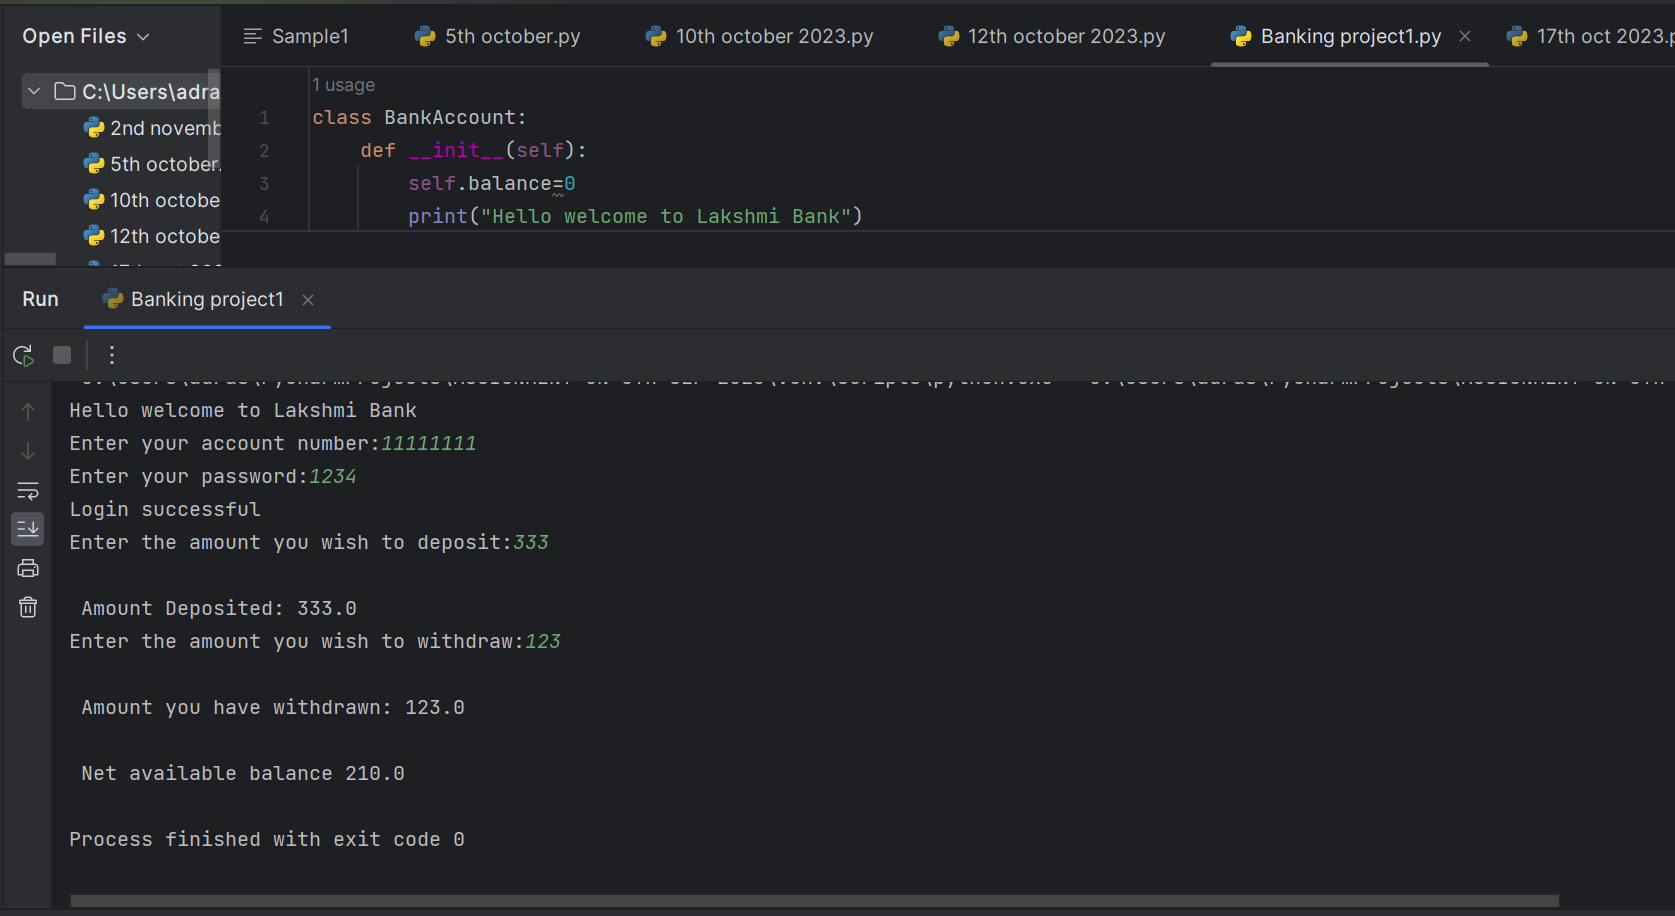 Open Files
Sample1
5th october.py
10th october 2023.py
12th october 2023.py
Banking project1.py
17th oct 2023.p
C:\Users\adra
2nd novemb
5th october.
10th octobe
12th octobe
1 usage
1 class BankAccount:
2 def __init__(self):
3 self.balance=0
4 print("Hello welcome to Lakshmi Bank")
Run
Banking project1
Hello welcome to Lakshmi Bank
Enter your account number:11111111
Enter your password:1234
Login successful
Enter the amount you wish to deposit:333
Amount Deposited: 333.0
Enter the amount you wish to withdraw:123
Amount you have withdrawn: 123.0
Net available balance 210.0
Process finished with exit code 0